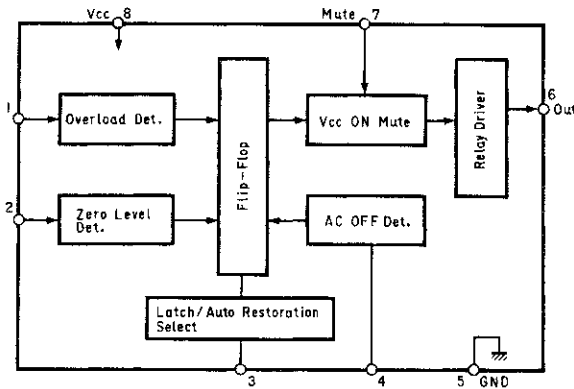 Vcc 8
Mute 7
1
Overload Det.
Flip-Flop
Vcc ON Mute
Relay Driver
6
Out
2
Zero Level
Det.
AC OFF Det.
Latch/Auto Restoration
Select
3
4
5 GND